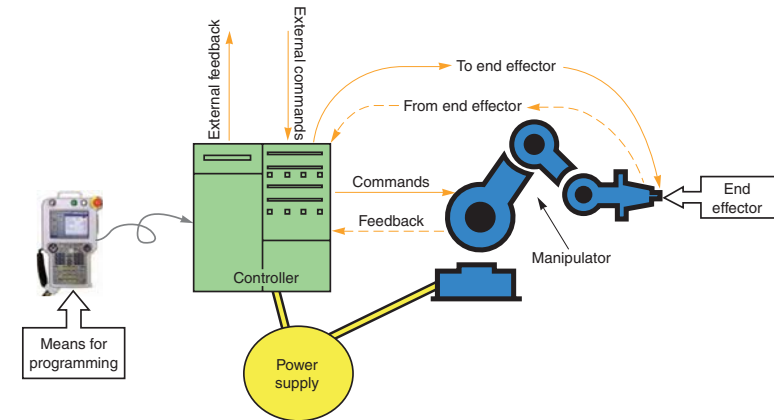 External feedback
External commands
To end effector
From end effector
Commands
Feedback
End
effector
Manipulator
Controller
Means for
programming
Power
supply